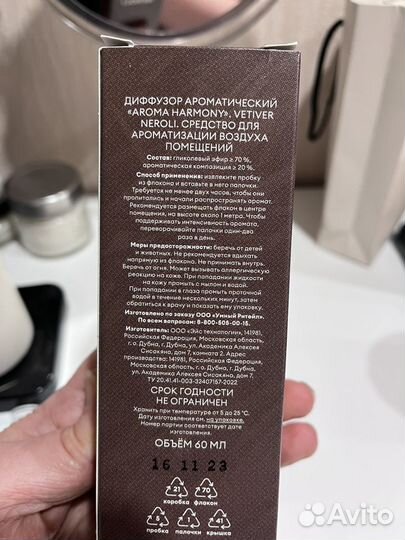 ДИФФУЗОР АРОМАТИЧЕСКИЙ
«AROMA HARMONY». VETIVER
NEROLI. СРЕДСТВО ДЛЯ
АРОМАТИЗАЦИИ ВОЗДУХА
ПОМЕЩЕНИЙ
Состав: гликолевый эфир ≥ 70 %,
ароматическая композиция ≥ 20 %.
Способ применения: извлеките пробку
из флакона и вставьте в него палочки.
Требуется не менее двух часов, чтобы они
пропитались и начали распространять аромат.
Рекомендуется размещать флакон в центре
помещения, на высоте около 1 метра. Чтобы
поддерживать интенсивность аромата,
переворачивайте палочки один-два
раза в день.
Меры предосторожности: беречь от детей
и животных. Не рекомендуется вдыхать
напрямую из флакона. Не принимать внутрь.
Беречь от огня. Может вызывать аллергическую
реакцию на коже. При попадании жидкости
на кожу промыть с мылом и водой.
При попадании в глаза промыть проточной
водой в течение нескольких минут, затем
обратиться к врачу и показать ему упаковку.
Изготовлено по заказу ООО «Умный Ритейл».
По всем вопросам: 8-800-505-00-15.
Изготовитель: ООО «Эйс технолоджи», 141981,
Российская Федерация, Московская область,
г. о. Дубна, г. Дубна, ул. Академика Алексея
Сисакяна, дом 7, комната 2. Адрес
производства: 141981, Российская Федерация,
Московская область, г. о. Дубна, г. Дубна,
ул. Академика Алексея Сисакяна, дом 7
ТУ 20.41.41-003-32407157-2022
СРОК ГОДНОСТИ
НЕ ОГРАНИЧЕН
Хранить при температуре от 5 до 25 °C.
Дата изготовления см. на упаковке.
Номер партии соответствует дате
изготовления.
ОБЪЁМ 60 МЛ
16 11 23
21 70
коробка флакон
5 1 41
пробка палочки крышка
Avito